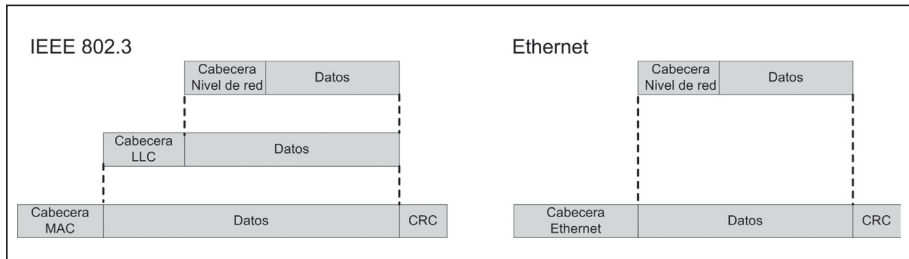 IEEE 802.3
Cabecera
Nivel de red
Datos
Cabecera
LLC
Datos
Cabecera
MAC
Datos
CRC
Ethernet
Cabecera
Nivel de red
Datos
Cabecera
Ethernet
Datos
CRC